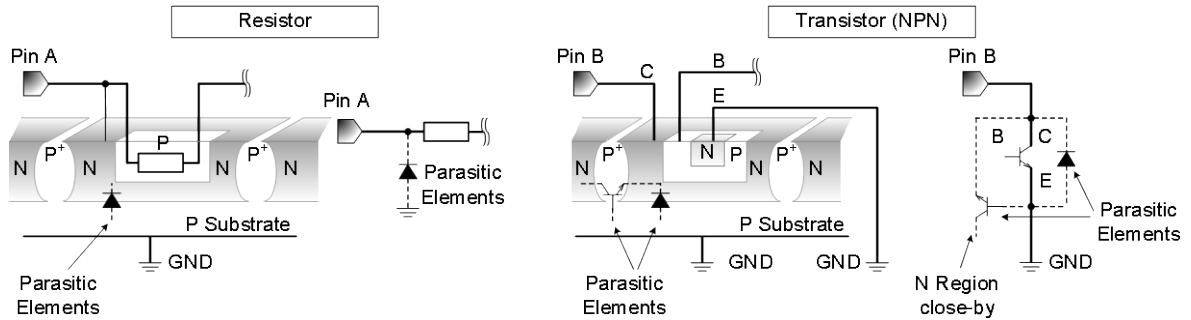 Resistor
Transistor (NPN)
Pin A
Pin A
N
P+
N
P
N
P+
N
Parasitic
Elements
P Substrate
GND
Parasitic
Elements
Pin B
C
B
E
N
P+
N
N
P
P+
N
P Substrate
GND
GND
Parasitic
Elements
Pin B
B
C
E
Parasitic
Elements
GND
N Region
close-by